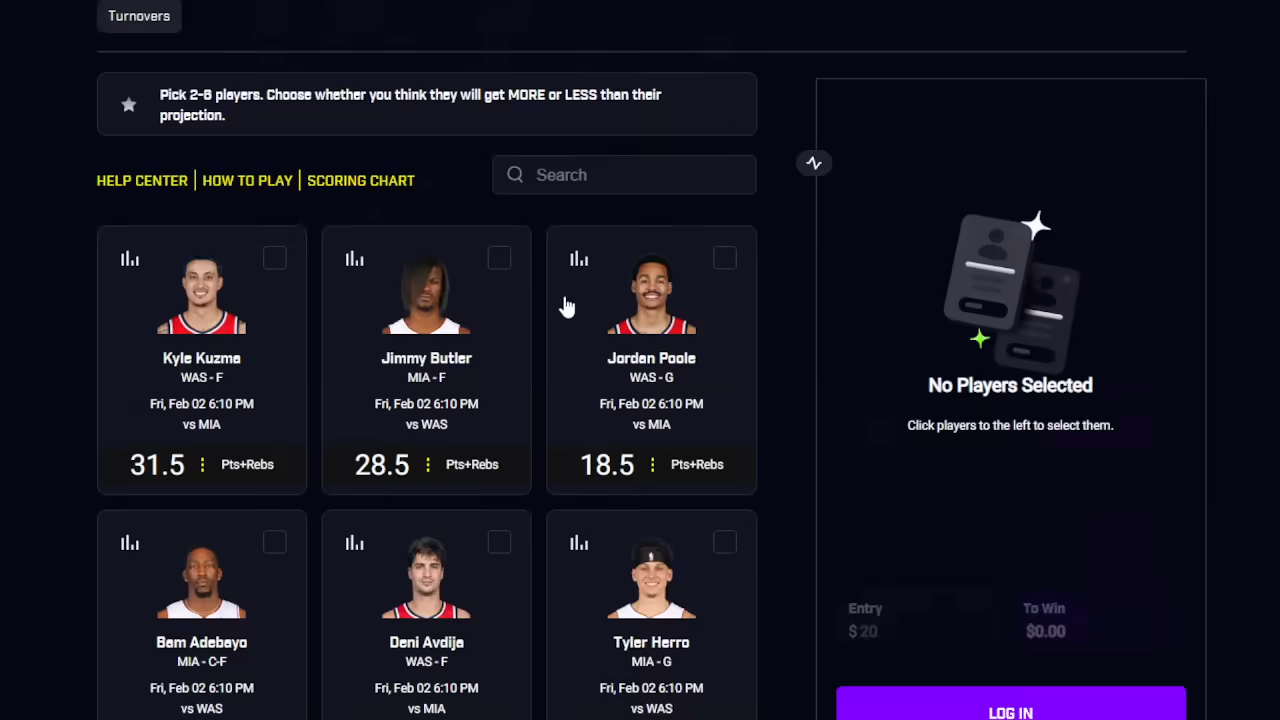 Turnovers
Pick 2-6 players. Choose whether you think they will get MORE or LESS than their
projection.
HELP CENTER | HOW TO PLAY | SCORING CHART
Search
Kyle Kuzma
WAS - F
Fri, Feb 02 6:10 PM
vs MIA
31.5 Pts+Rebs
Jimmy Butler
MIA - F
Fri, Feb 02 6:10 PM
vs WAS
28.5 Pts+Rebs
Jordan Poole
WAS - G
Fri, Feb 02 6:10 PM
vs MIA
18.5 Pts+Rebs
Bam Adebayo
MIA - C-F
Fri, Feb 02 6:10 PM
vs WAS
Deni Avdija
WAS - F
Fri, Feb 02 6:10 PM
vs MIA
Tyler Herro
MIA - G
Fri, Feb 02 6:10 PM
vs WAS
No Players Selected
Click players to the left to select them.
Entry
$ 20
To Win
$0.00
LOG IN